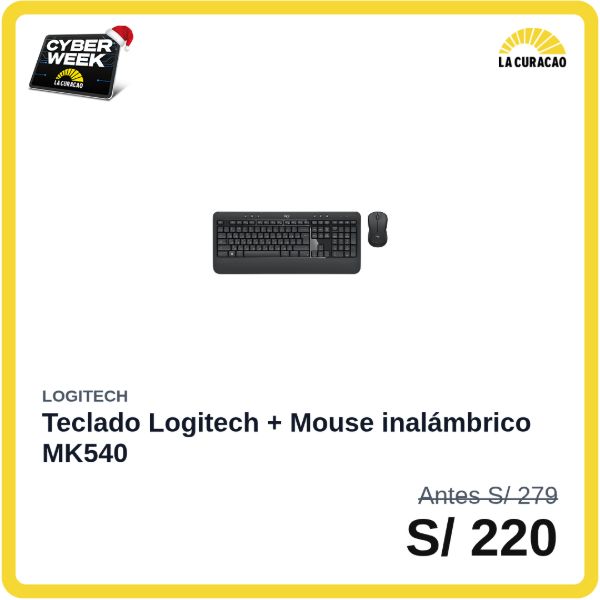 CYBER
WEEK
LA CURACAO
LA CURACAO
LOGITECH
Teclado Logitech + Mouse inalámbrico
MK540
Antes S/ 279
S/ 220